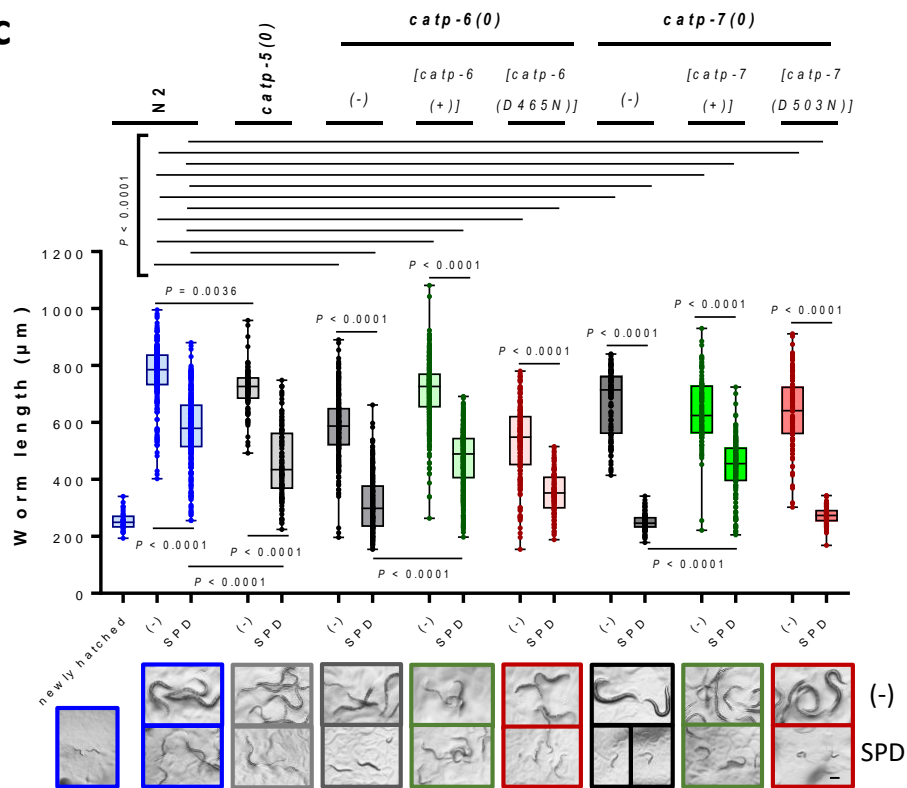 C
catp-6(0)
catp-7(0)
N2
catp-5(0)
(-)
[catp-6
(+)]
[catp-6
(D465N)]
(-)
[catp-7
(+)]
[catp-7
(D503N)]
P < 0.0001
Worm length (µm)
1200
1000
800
600
400
200
0
P = 0.0036
P < 0.0001
P < 0.0001
P < 0.0001
P < 0.0001
P < 0.0001
P < 0.0001
P < 0.0001
P < 0.0001
P < 0.0001
P < 0.0001
P < 0.0001
newly hatched
(-)
SPD
(-)
SPD
(-)
SPD
(-)
SPD
(-)
SPD
(-)
SPD
(-)
SPD
(-)
SPD
(-)
SPD